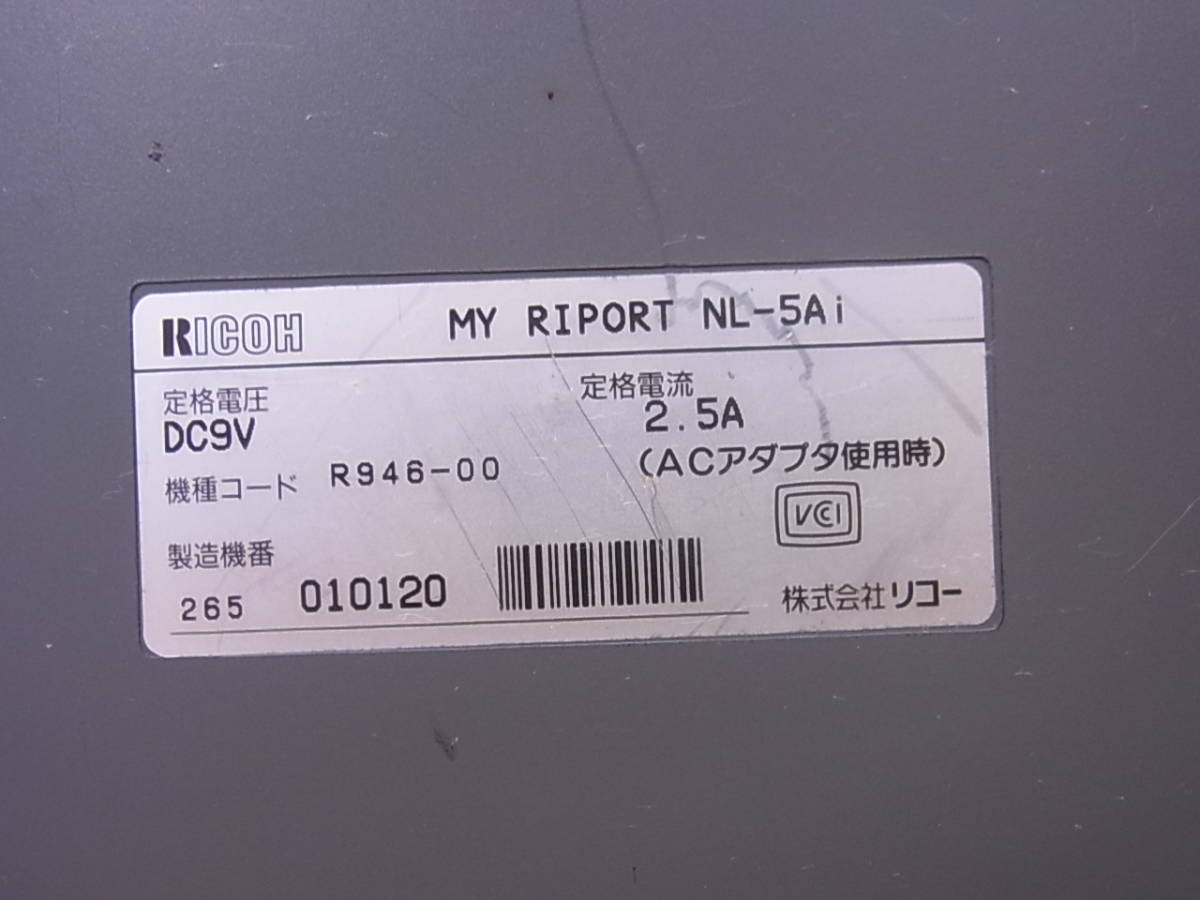 RICOH MY RIPORT NL-5Ai
定格電圧
DC9V
定格電流
2.5A
(ACアダプタ使用時)
機種コード R946-00
VCCI
製造機番
265 010120
株式会社リコー